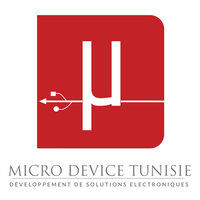 µ
MICRO DEVICE TUNISIE
DÉVELOPPEMENT DE SOLUTIONS ELECTRONIQUES